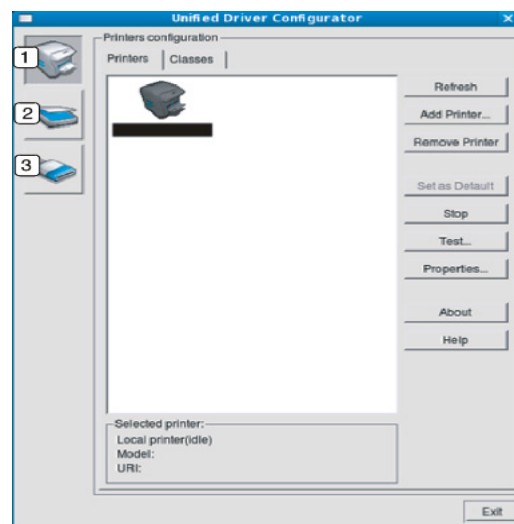 Unified Driver Configurator
1
2
3
Printers configuration
Printers
Classes
Refresh
Add Printer...
Remove Printer
Set as Default
Stop
Test...
Properties...
About
Help
Selected printer:
Local printer(idle)
Model:
URI:
Exit